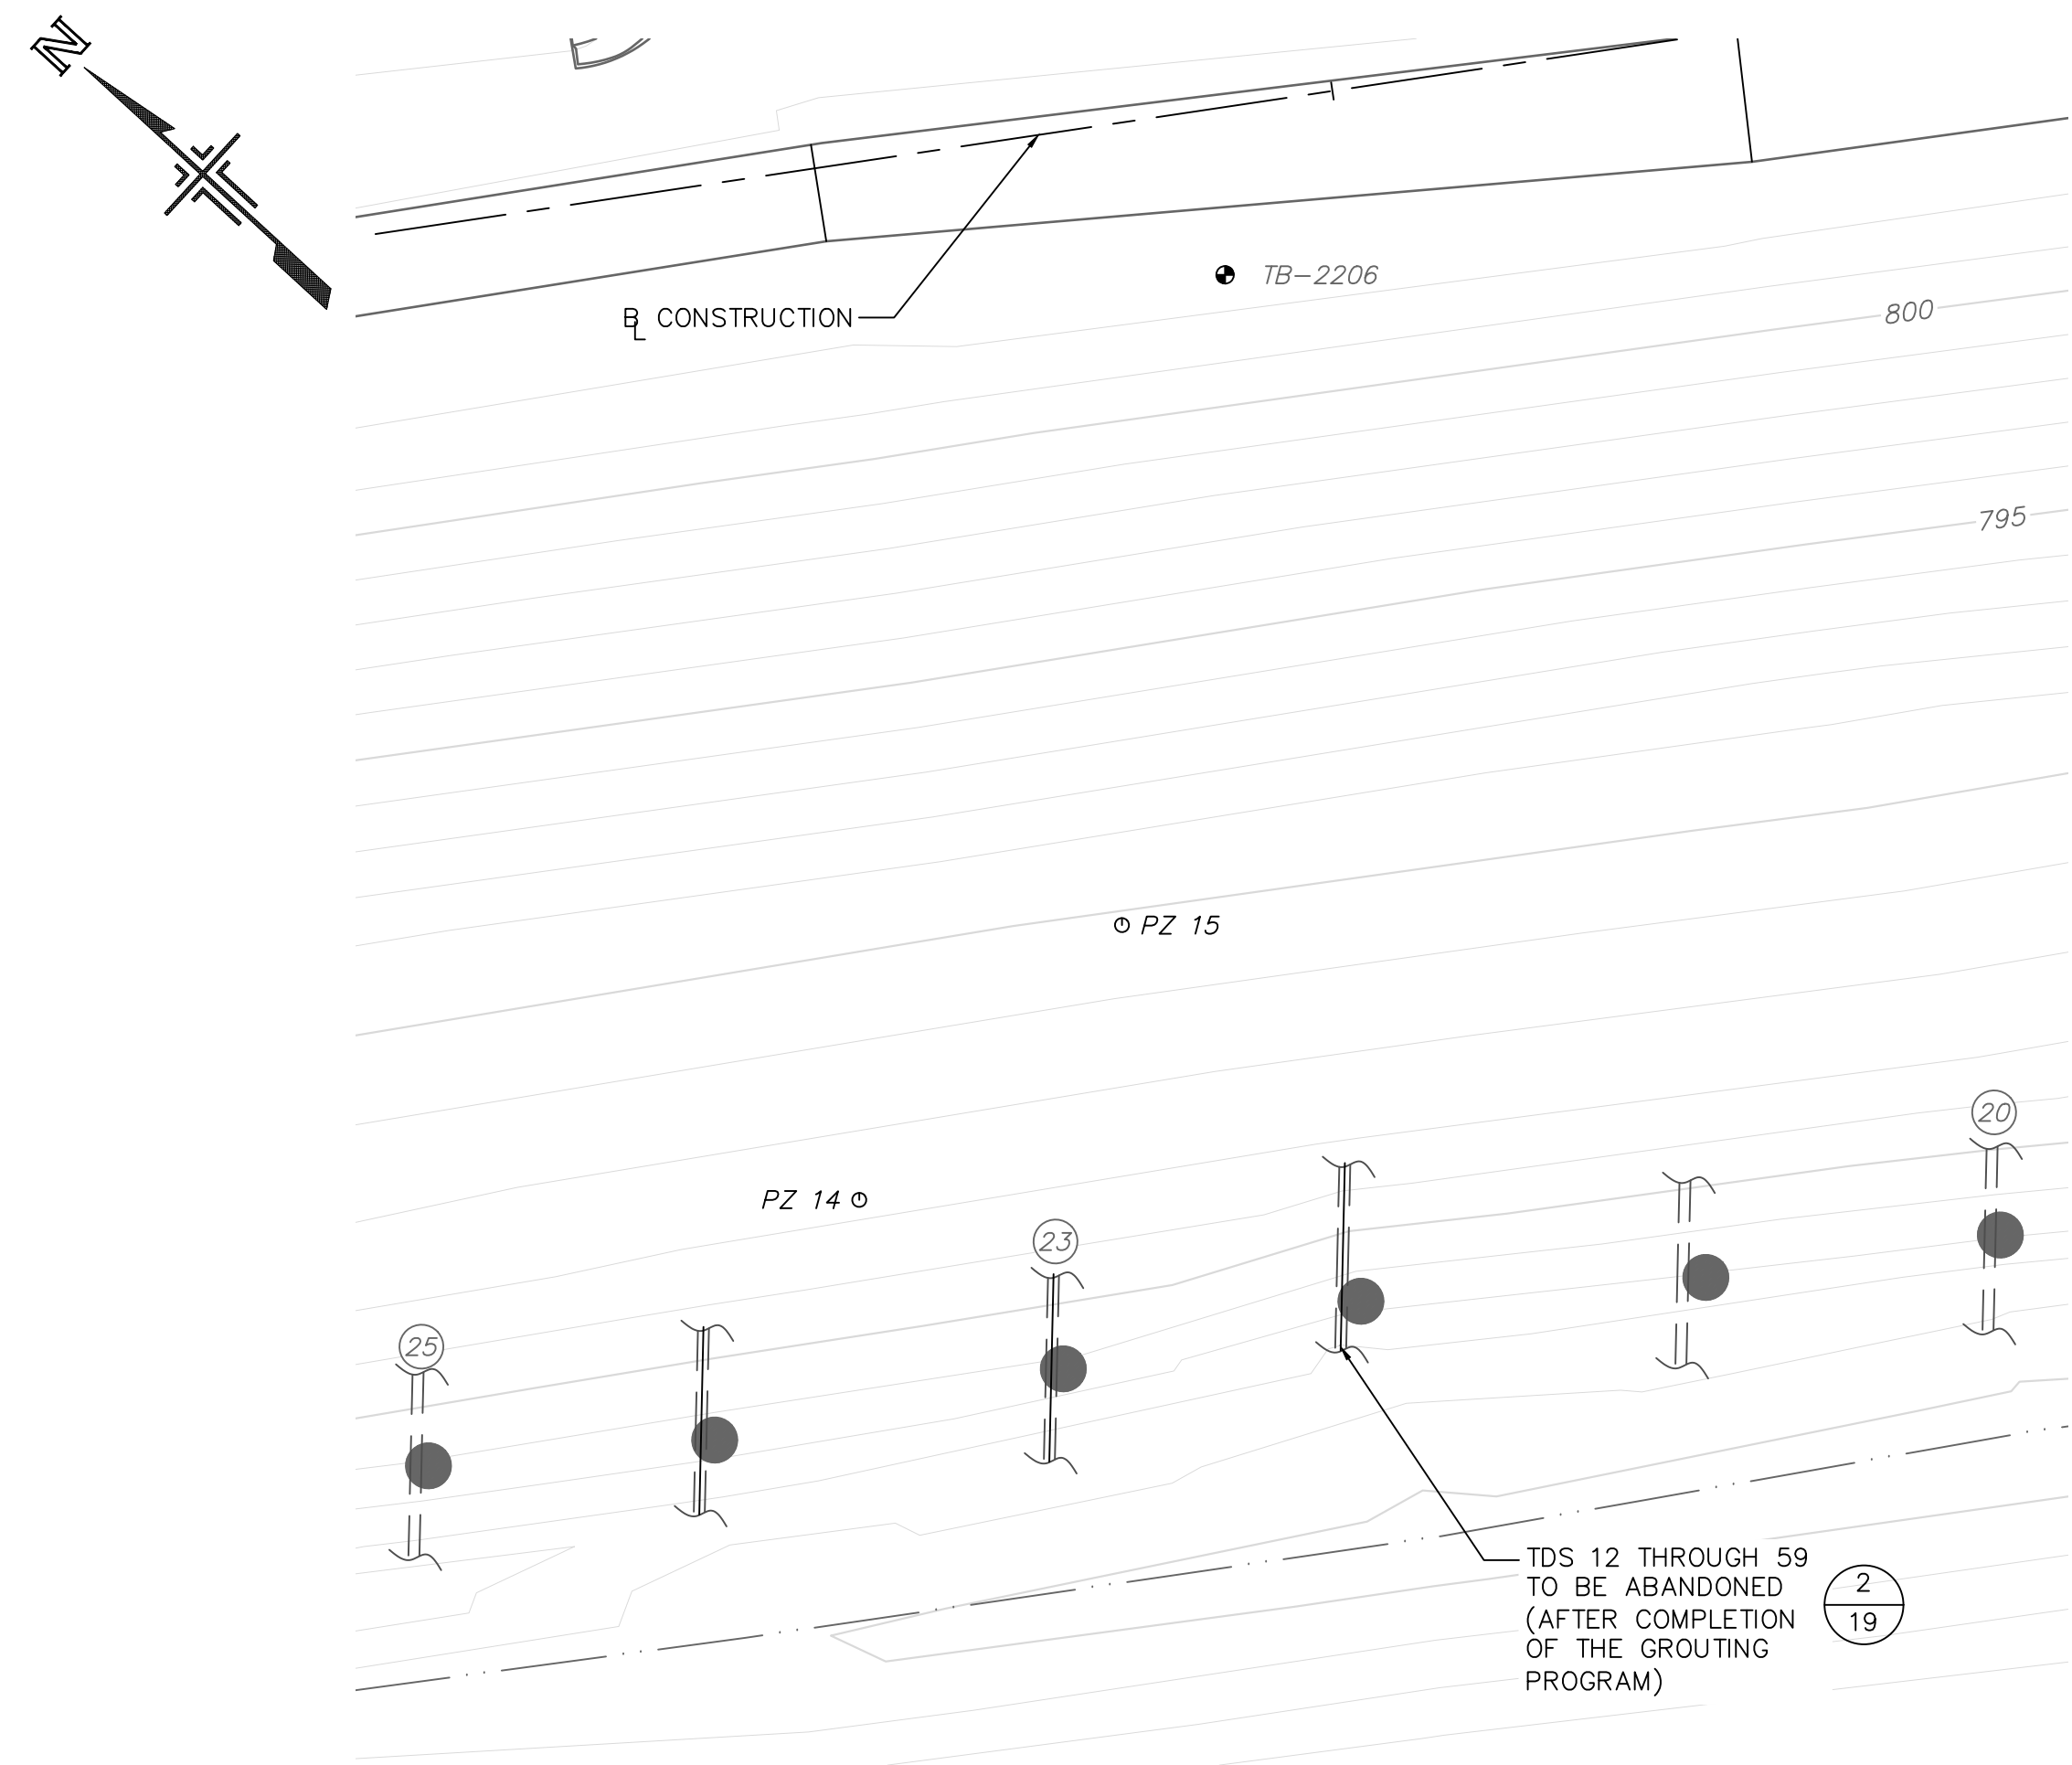 N
TB-2206
BL CONSTRUCTION
800
795
PZ 15
20
PZ 14
23
25
TDS 12 THROUGH 59
TO BE ABANDONED
(AFTER COMPLETION
OF THE GROUTING
PROGRAM)
2
19